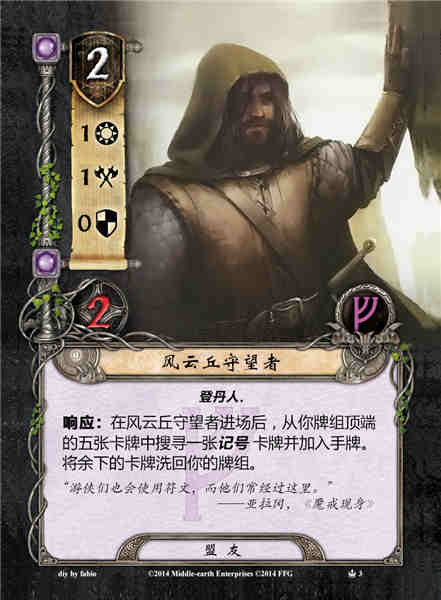 2
1
1
0
2
风云丘守望者
登丹人.
响应：在风云丘守望者进场后，从你牌组顶端
的五张卡牌中搜寻一张记号 卡牌并加入手牌。
将余下的卡牌洗回你的牌组。
“游侠们也会使用符文，而他们常经过这里。”
——亚拉冈，《魔戒现身》
盟 友
diy by fabio ©2014 Middle-earth Enterprises ©2014 FFG 3